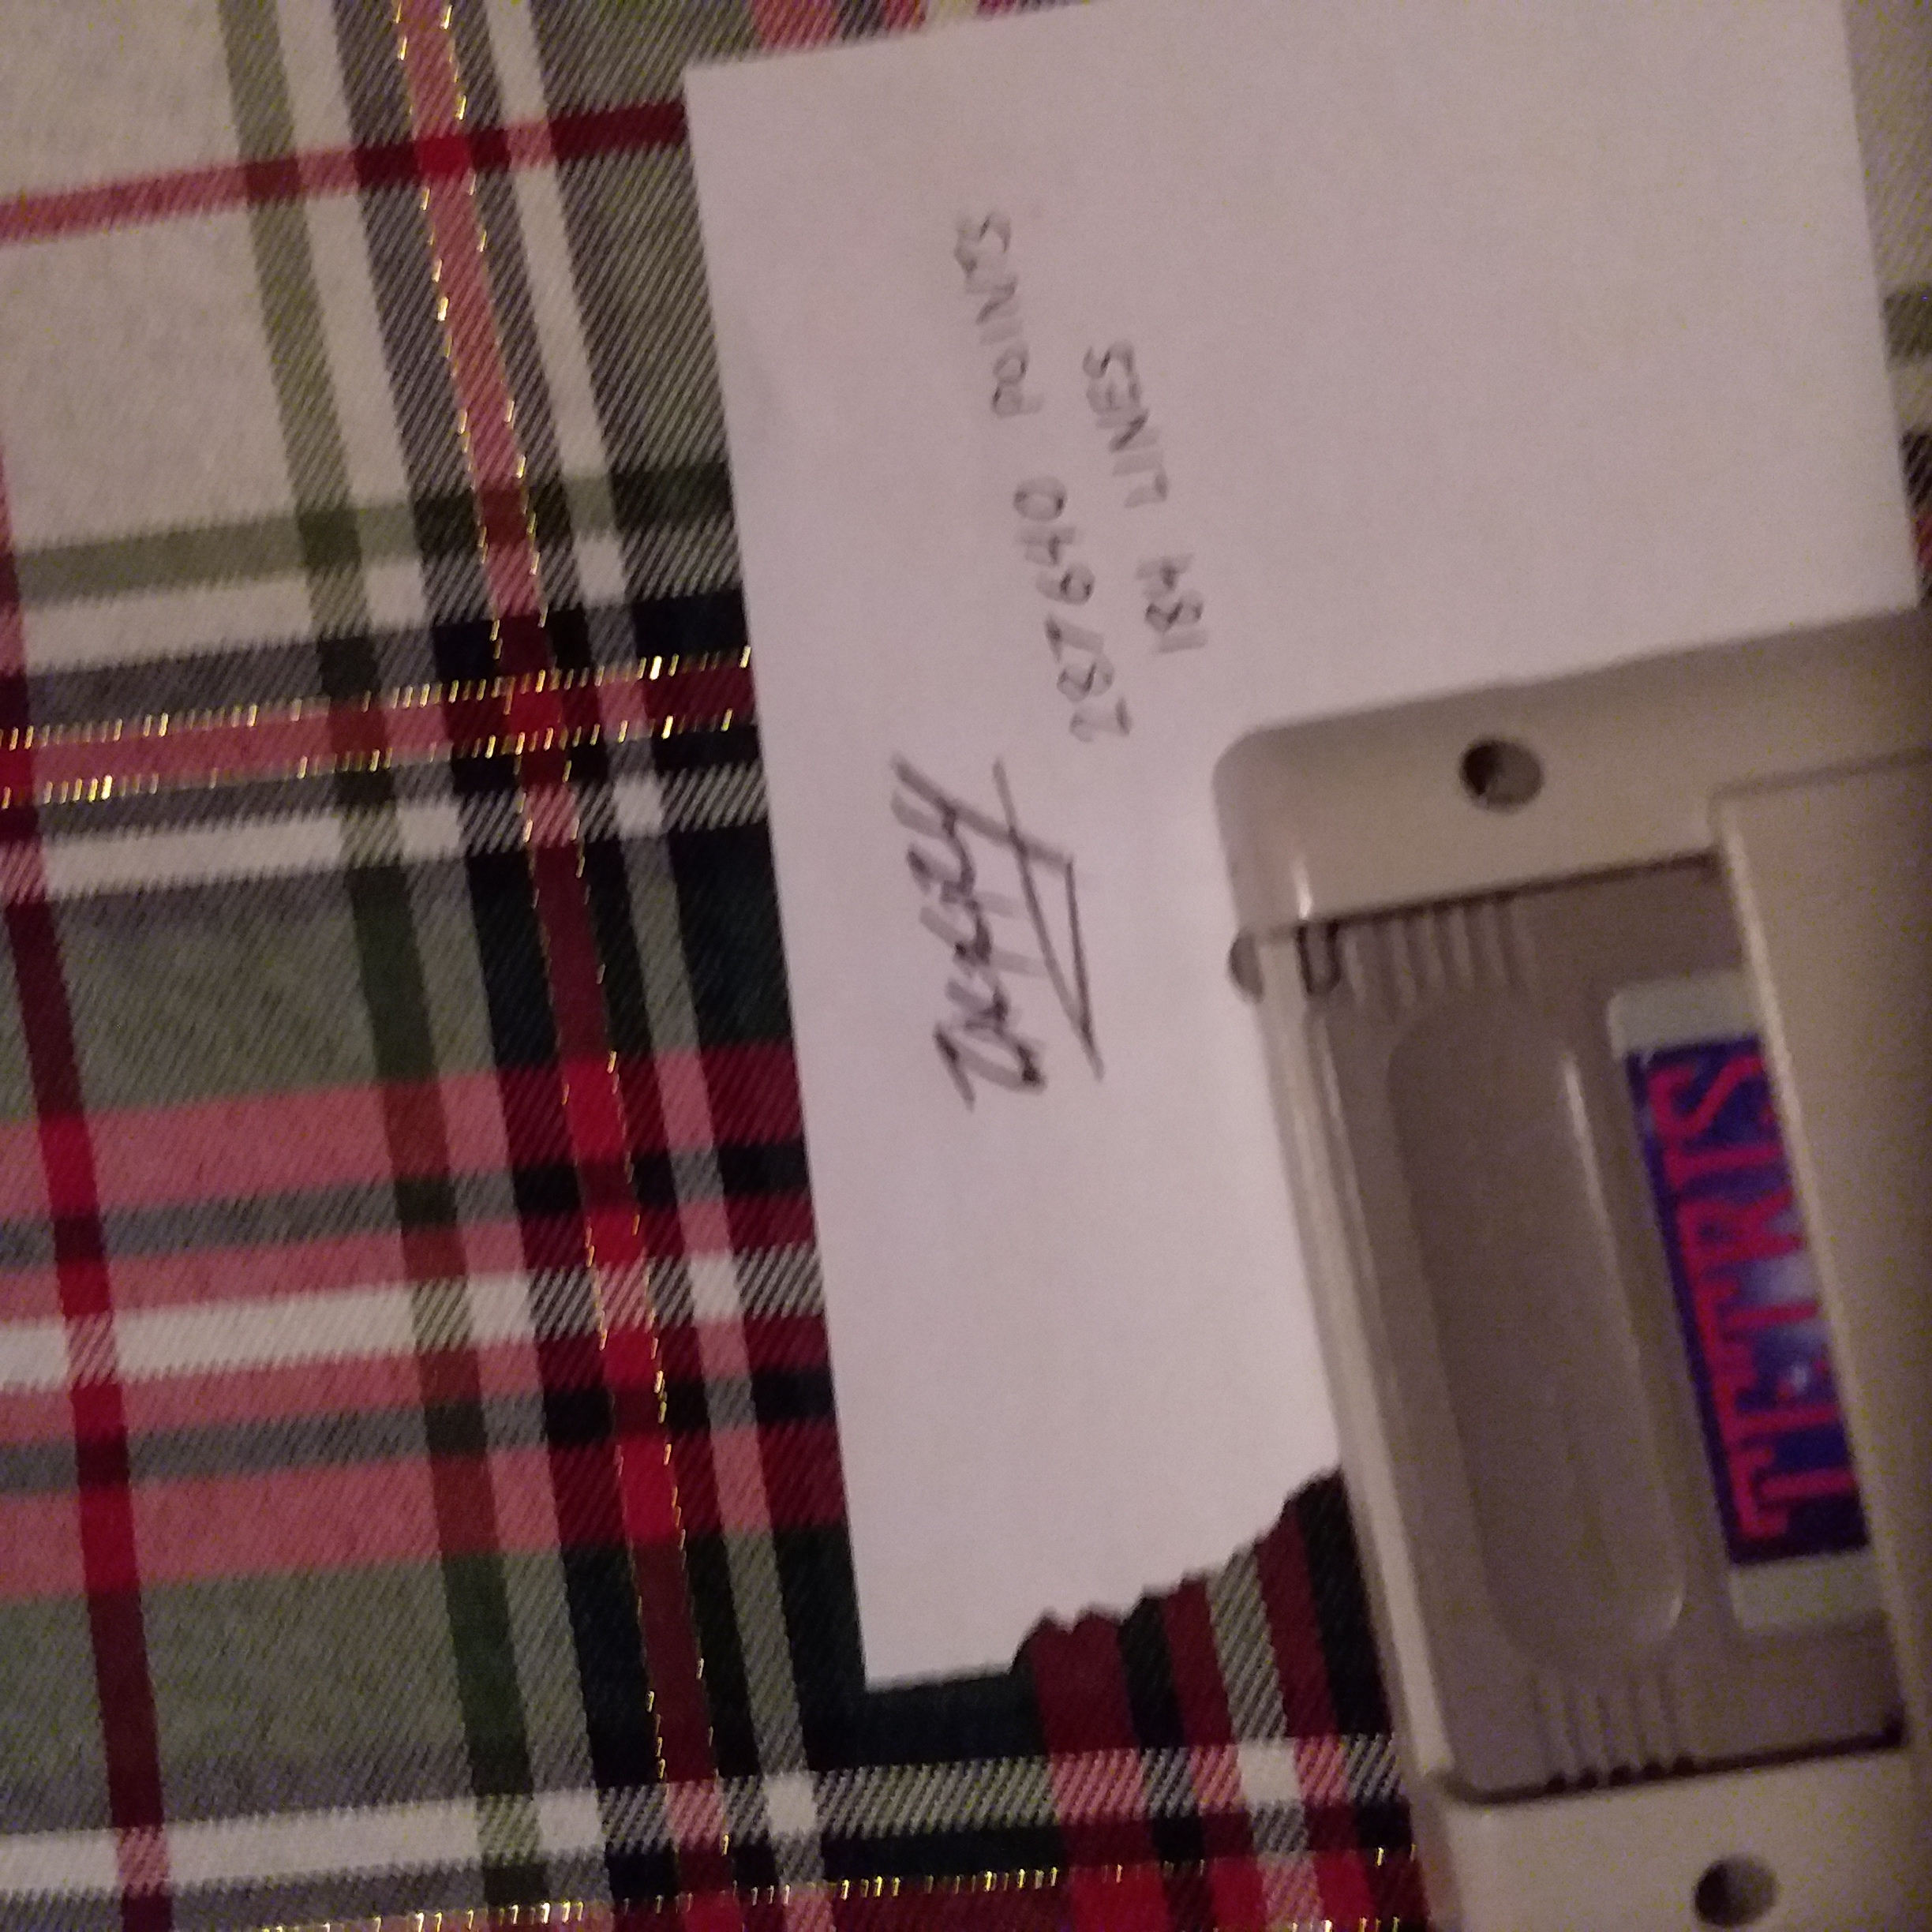 287640 POINTS
184 LINES
TETRIS